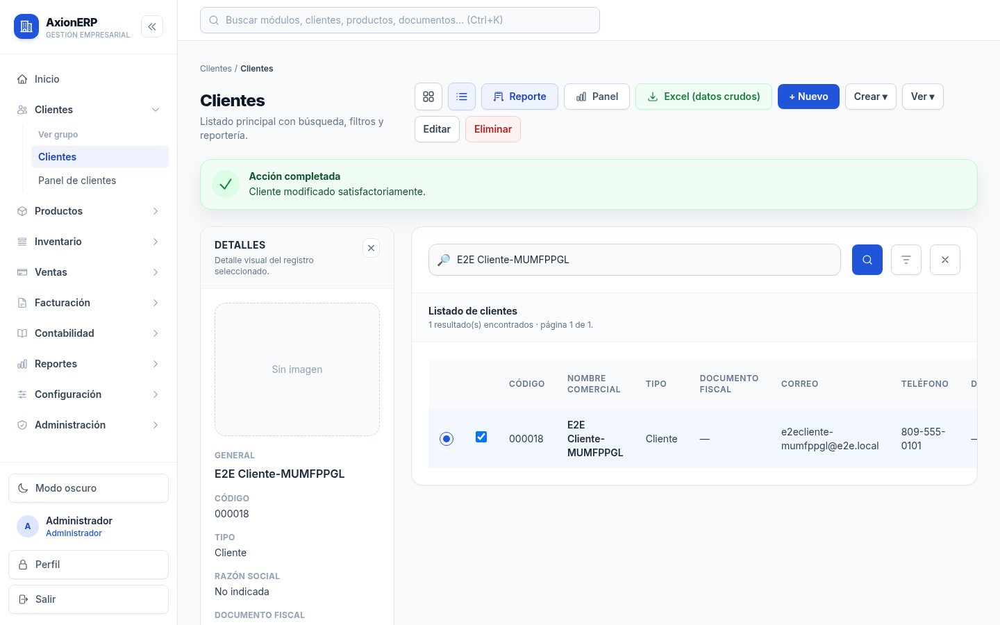 AxionERP
GESTIÓN EMPRESARIAL
Inicio
Clientes
Ver grupo
Clientes
Panel de clientes
Productos
Inventario
Ventas
Facturación
Contabilidad
Reportes
Configuración
Administración
Modo oscuro
A
Administrador
Administrador
Perfil
Salir
Buscar módulos, clientes, productos, documentos... (Ctrl+K)
Clientes / Clientes
Clientes
Listado principal con búsqueda, filtros y
reportería.
Reporte
Panel
Excel (datos crudos)
+ Nuevo
Crear ▾
Ver ▾
Editar
Eliminar
Acción completada
Cliente modificado satisfactoriamente.
DETALLES
Detalle visual del registro
seleccionado.
Sin imagen
GENERAL
E2E Cliente-MUMFPPGL
CÓDIGO
000018
TIPO
Cliente
RAZÓN SOCIAL
No indicada
DOCUMENTO FISCAL
E2E Cliente-MUMFPPGL
Listado de clientes
1 resultado(s) encontrados · página 1 de 1.
CÓDIGO
NOMBRE
COMERCIAL
TIPO
DOCUMENTO
FISCAL
CORREO
TELÉFONO
D
000018
E2E
Cliente-
MUMFPPGL
Cliente
—
e2ecliente-
mumfppgl@e2e.local
809-555-
0101
—